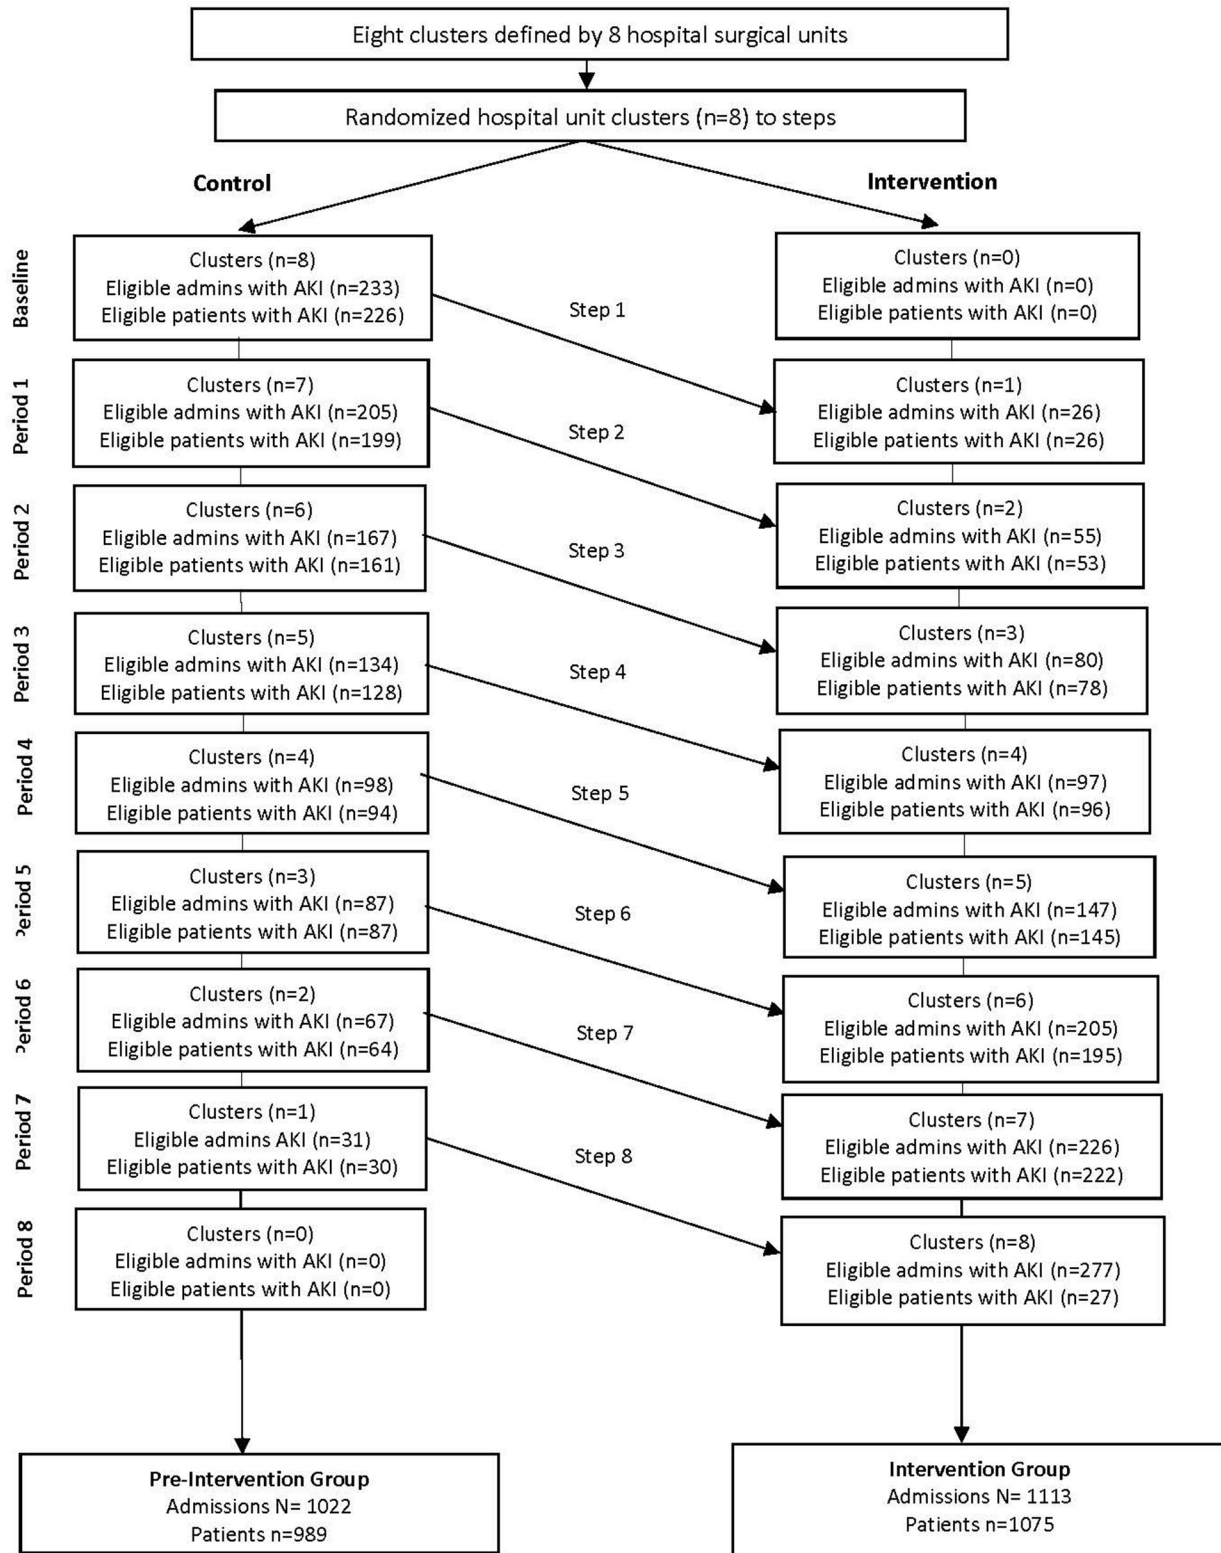 Eight clusters defined by 8 hospital surgical units
Randomized hospital unit clusters (n=8) to steps
Control
Intervention
Baseline
Clusters (n=8)
Eligible admins with AKI (n=233)
Eligible patients with AKI (n=226)
Step 1
Clusters (n=0)
Eligible admins with AKI (n=0)
Eligible patients with AKI (n=0)
Period 1
Clusters (n=7)
Eligible admins with AKI (n=205)
Eligible patients with AKI (n=199)
Step 2
Clusters (n=1)
Eligible admins with AKI (n=26)
Eligible patients with AKI (n=26)
Period 2
Clusters (n=6)
Eligible admins with AKI (n=167)
Eligible patients with AKI (n=161)
Step 3
Clusters (n=2)
Eligible admins with AKI (n=55)
Eligible patients with AKI (n=53)
Period 3
Clusters (n=5)
Eligible admins with AKI (n=134)
Eligible patients with AKI (n=128)
Step 4
Clusters (n=3)
Eligible admins with AKI (n=80)
Eligible patients with AKI (n=78)
Period 4
Clusters (n=4)
Eligible admins with AKI (n=98)
Eligible patients with AKI (n=94)
Step 5
Clusters (n=4)
Eligible admins with AKI (n=97)
Eligible patients with AKI (n=96)
Period 5
Clusters (n=3)
Eligible admins with AKI (n=87)
Eligible patients with AKI (n=87)
Step 6
Clusters (n=5)
Eligible admins with AKI (n=147)
Eligible patients with AKI (n=145)
Period 6
Clusters (n=2)
Eligible admins with AKI (n=67)
Eligible patients with AKI (n=64)
Step 7
Clusters (n=6)
Eligible admins with AKI (n=205)
Eligible patients with AKI (n=195)
Period 7
Clusters (n=1)
Eligible admins AKI (n=31)
Eligible patients with AKI (n=30)
Step 8
Clusters (n=7)
Eligible admins with AKI (n=226)
Eligible patients with AKI (n=222)
Period 8
Clusters (n=0)
Eligible admins with AKI (n=0)
Eligible patients with AKI (n=0)
Clusters (n=8)
Eligible admins with AKI (n=277)
Eligible patients with AKI (n=27)
Pre-Intervention Group
Admissions N= 1022
Patients n=989
Intervention Group
Admissions N= 1113
Patients n=1075